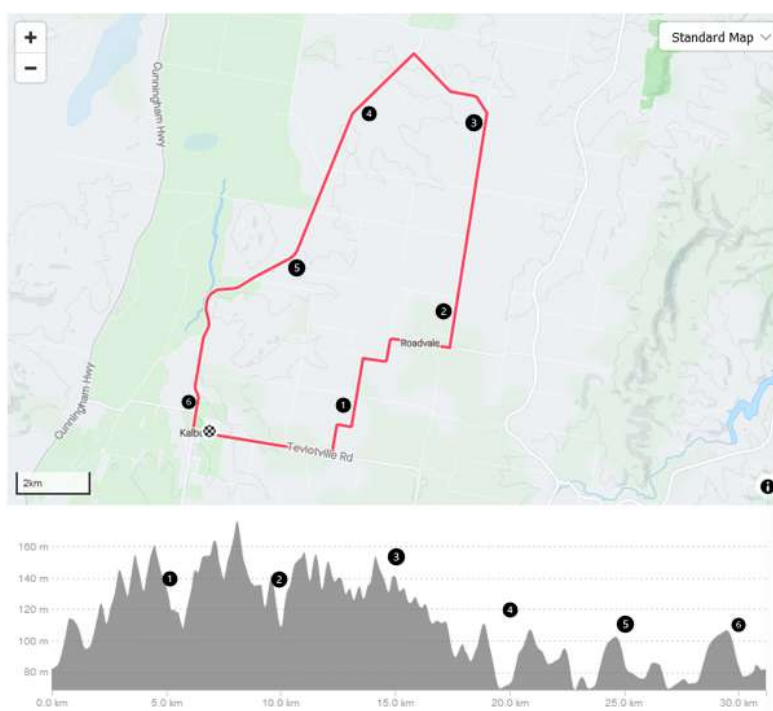 +
−
Standard Map
Cunningham Hwy
4
3
5
2
Roadvale
Cunningham Hwy
6
1
Kalb
Teviotville Rd
2km
i
160 m
140 m
120 m
100 m
80 m
1
2
3
4
5
6
0.0 km
5.0 km
10.0 km
15.0 km
20.0 km
25.0 km
30.0 km